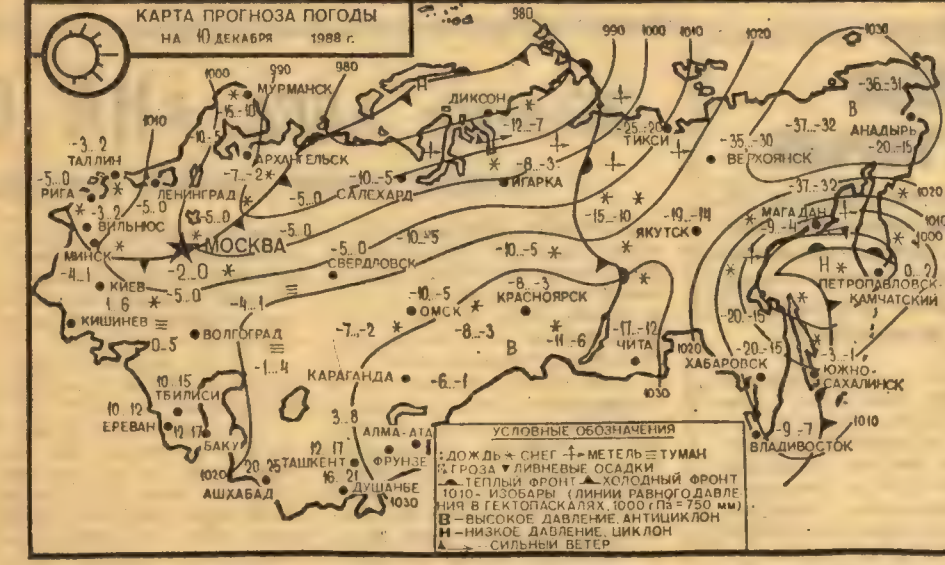 КАРТА ПРОГНОЗА ПОГОДЫ
НА 10 ДЕКАБРЯ 1988 г.
980
990
1000
1010
1020
1030
1000
990
980
МУРМАНСК
-15..-10
Н
ДИКСОН
-12..-7
-36..-31
В
АНАДЫРЬ
-20..-15
1010
-10..-5
АРХАНГЕЛЬСК
-7..-2
-25..-20
ТИКСИ
-35..-30
ВЕРХОЯНСК
-37..-32
-3..2
ТАЛЛИН
-5...0
РИГА
ЛЕНИНГРАД
-5...0
-10..-5
САЛЕХАРД
-8...-3
ИГАРКА
-37..-32
1020
-3...2
ВИЛЬНЮС
-5...0
-5...0
-15..-10
-19..-14
ЯКУТСК
МАГАДАН
-9..-4
1010
1000
МИНСК
МОСКВА
-10..-5
-5...0
СВЕРДЛОВСК
-10..-5
Н
0...2
ПЕТРОПАВЛОВСК-
КАМЧАТСКИЙ
-4..1
КИЕВ
-2...0
-5...0
-8...-3
КРАСНОЯРСК
1 6
КИШИНЕВ
-4..1
-10..-5
ОМСК
-20..-15
0..5
ВОЛГОГРАД
-7...-2
-8...-3
-11..-6
-17..-12
ЧИТА
1020
ХАБАРОВСК
-20..-15
-3..-1
ЮЖНО-
САХАЛИНСК
-1...4
В
КАРАГАНДА
-6...-1
1030
10..15
ТБИЛИСИ
10..12
ЕРЕВАН
12 17
БАКУ
3...8
АЛМА-АТА
ФРУНЗЕ
-9...-7
ВЛАДИВОСТОК
1010
1020
20 25
АШХАБАД
12 17
ТАШКЕНТ
16..21
ДУШАНБЕ
1030
УСЛОВНЫЕ ОБОЗНАЧЕНИЯ
ДОЖДЬ СНЕГ МЕТЕЛЬ ТУМАН
ГРОЗА ЛИВНЕВЫЕ ОСАДКИ
ТЕПЛЫЙ ФРОНТ ХОЛОДНЫЙ ФРОНТ
1010- ИЗОБАРЫ (ЛИНИИ РАВНОГО ДАВЛЕ-
НИЯ В ГЕКТОПАСКАЛЯХ, 1000 гПа = 750 мм)
В - ВЫСОКОЕ ДАВЛЕНИЕ, АНТИЦИКЛОН
Н - НИЗКОЕ ДАВЛЕНИЕ, ЦИКЛОН
СИЛЬНЫЙ ВЕТЕР